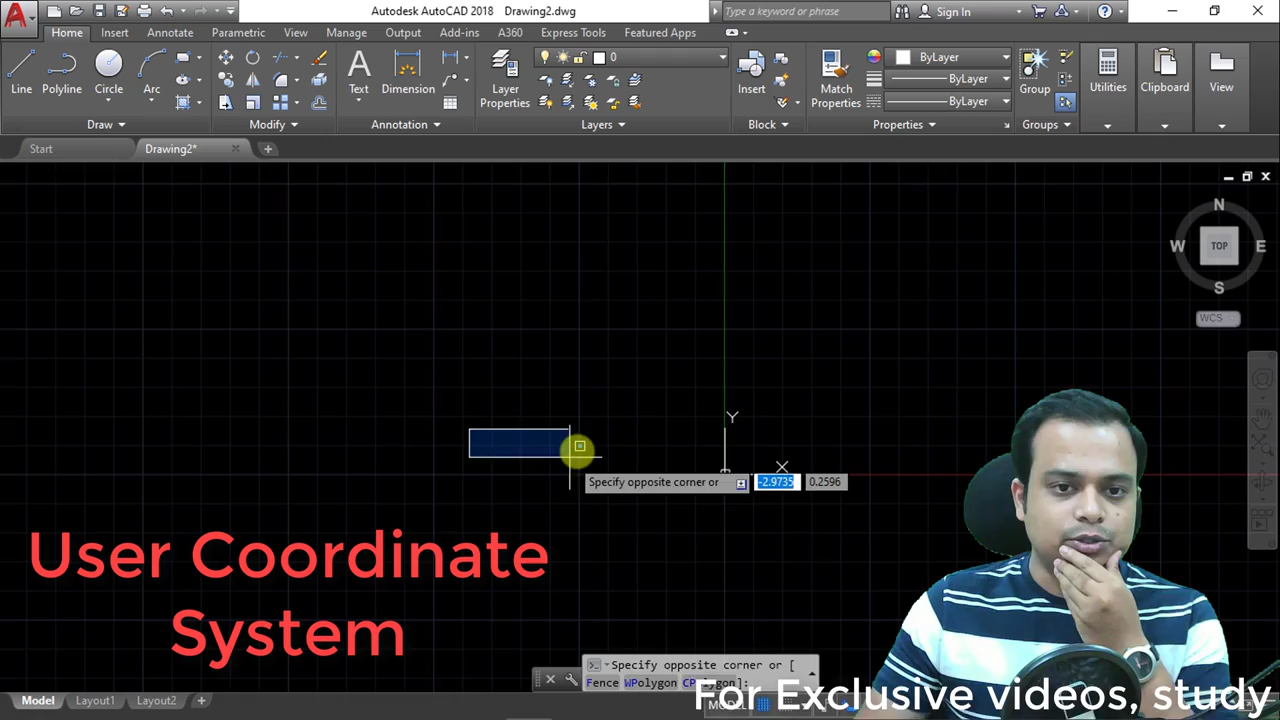 Autodesk AutoCAD 2018 Drawing2.dwg
Type a keyword or phrase
Sign In
Home Insert Annotate Parametric View Manage Output Add-ins A360 Express Tools Featured Apps
Line Polyline Circle Arc
Text Dimension
Layer Properties
0
Insert
Match Properties
ByLayer
ByLayer
ByLayer
Group
Utilities
Clipboard
View
Draw Modify Annotation Layers Block Properties Groups
Start Drawing2*
N
W TOP E
S
WCS
Y
X
Specify opposite corner or -2.9735 0.2596
User Coordinate
System
Specify opposite corner or [
Fence WPolygon CPolygon]:
Model Layout1 Layout2
MODEL
For Exclusive videos, study